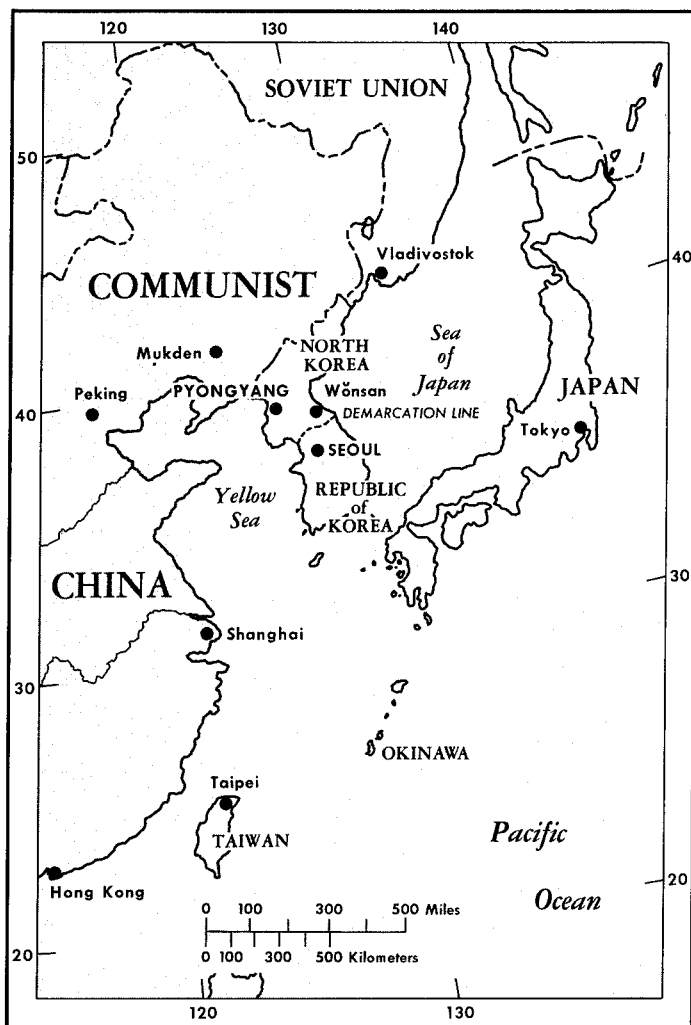 120
130
140
SOVIET UNION
50
Vladivostok
40
COMMUNIST
Sea
of
Japan
NORTH
KOREA
Mukden
Peking
PYONGYANG
Wŏnsan
JAPAN
40
DEMARCATION LINE
Tokyo
SEOUL
Yellow
Sea
REPUBLIC
of
KOREA
CHINA
30
Shanghai
30
OKINAWA
Taipei
TAIWAN
Pacific
Ocean
20
Hong Kong
0 100 300 500 Miles
0 100 300 500 Kilometers
20
120
130